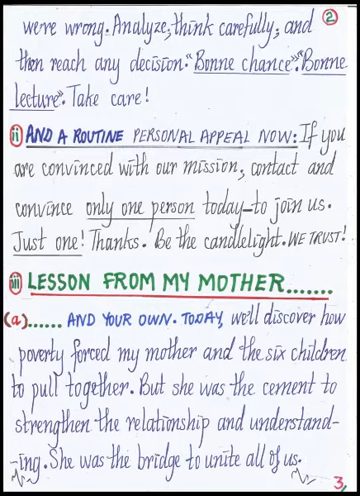 were wrong. Analyze, think carefully, and ②
then reach any decision. "Bonne chance" "Bonne
lecture". Take care!
(ii) AND A ROUTINE PERSONAL APPEAL NOW: If you
are convinced with our mission, contact and
convince only one person today—to join us.
Just one! Thanks. Be the candlelight. WE TRUST!
(iii) LESSON FROM MY MOTHER.......
(a)...... AND YOUR OWN. TODAY, we'll discover how
poverty forced my mother and the six children
to pull together. But she was the cement to
strengthen the relationship and understand-
-ing. She was the bridge to unite all of us.
3